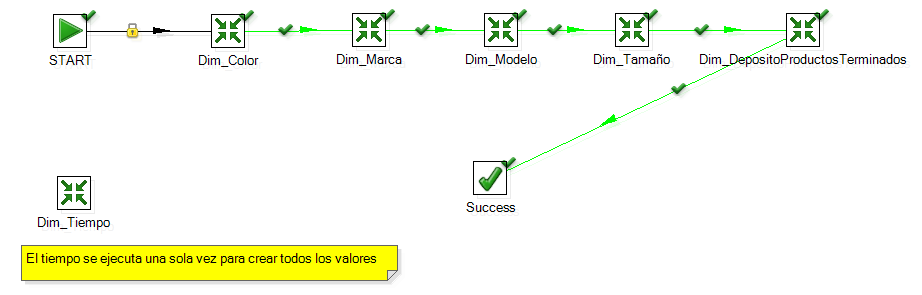 START
Dim_Color
Dim_Marca
Dim_Modelo
Dim_Tamaño
Dim_DepositoProductosTerminados
Success
Dim_Tiempo
El tiempo se ejecuta una sola vez para crear todos los valores